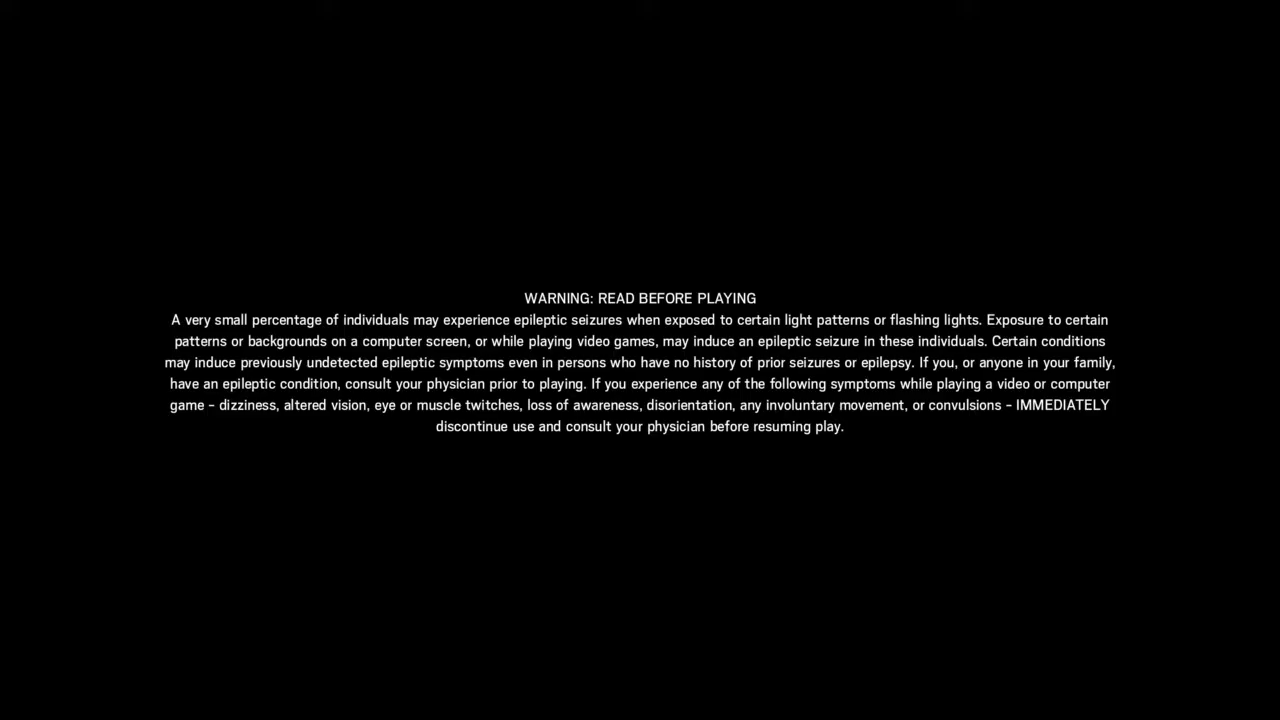 WARNING: READ BEFORE PLAYING
A very small percentage of individuals may experience epileptic seizures when exposed to certain light patterns or flashing lights. Exposure to certain
patterns or backgrounds on a computer screen, or while playing video games, may induce an epileptic seizure in these individuals. Certain conditions
may induce previously undetected epileptic symptoms even in persons who have no history of prior seizures or epilepsy. If you, or anyone in your family,
have an epileptic condition, consult your physician prior to playing. If you experience any of the following symptoms while playing a video or computer
game – dizziness, altered vision, eye or muscle twitches, loss of awareness, disorientation, any involuntary movement, or convulsions – IMMEDIATELY
discontinue use and consult your physician before resuming play.